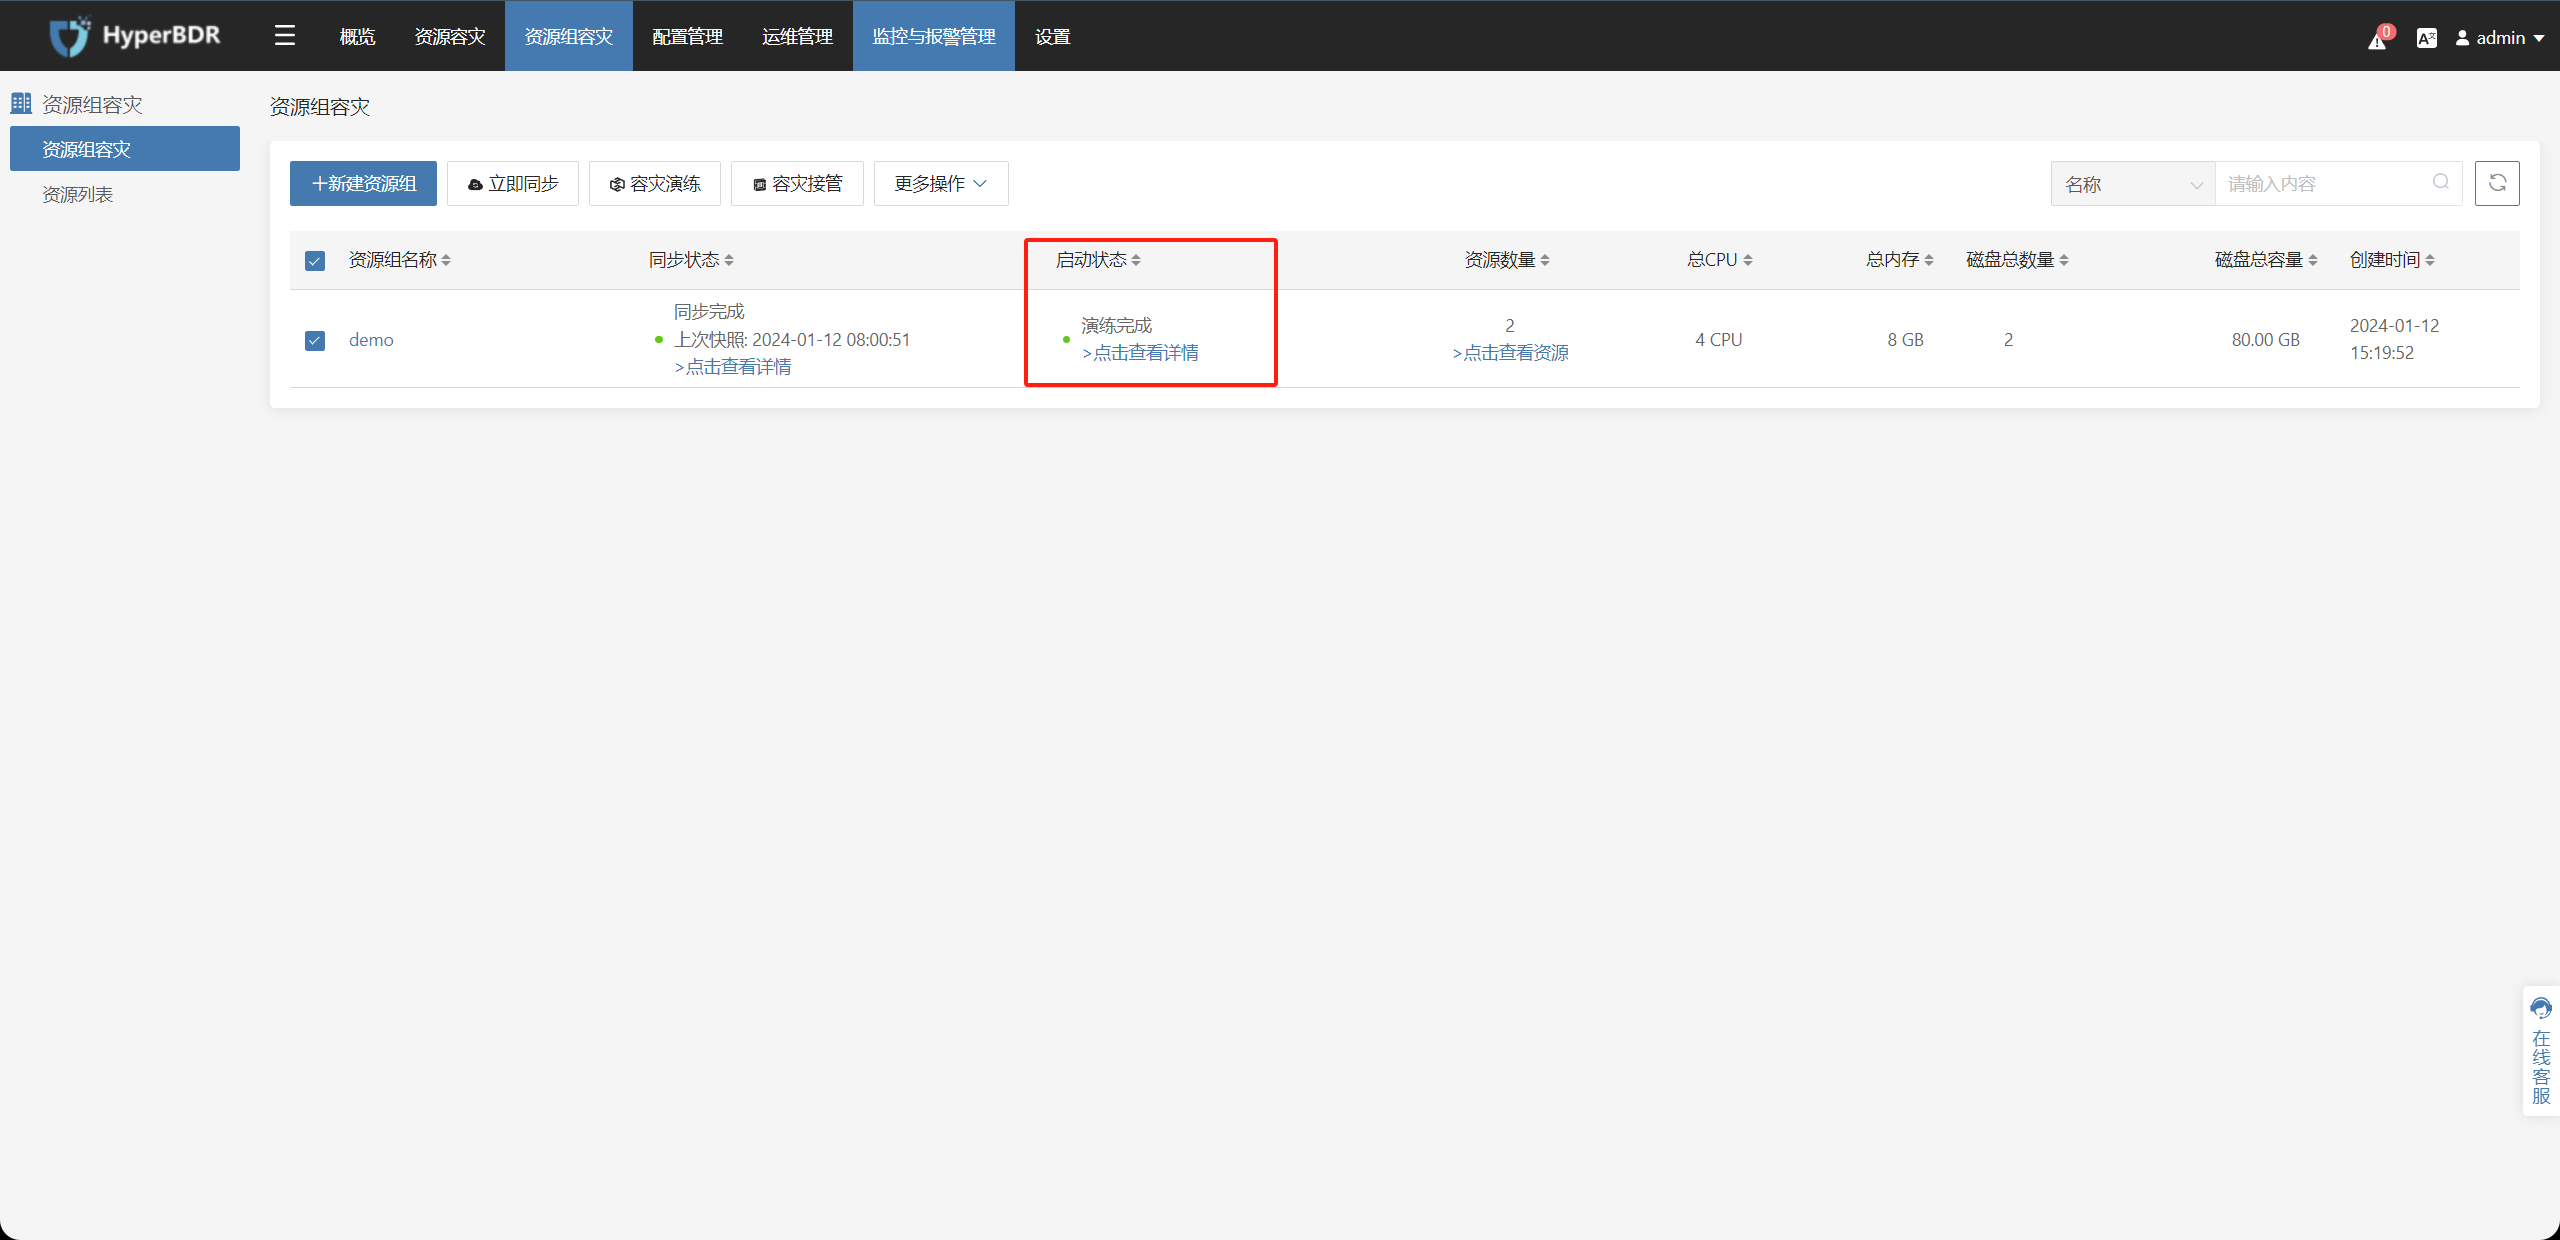 HyperBDR
概览
资源容灾
资源组容灾
配置管理
运维管理
监控与报警管理
设置
0
admin
资源组容灾
资源组容灾
资源列表
资源组容灾
+新建资源组
立即同步
容灾演练
容灾接管
更多操作
名称
请输入内容
资源组名称
同步状态
启动状态
资源数量
总CPU
总内存
磁盘总数量
磁盘总容量
创建时间
demo
同步完成
上次快照: 2024-01-12 08:00:51
>点击查看详情
演练完成
>点击查看详情
2
>点击查看资源
4 CPU
8 GB
2
80.00 GB
2024-01-12
15:19:52
在线客服